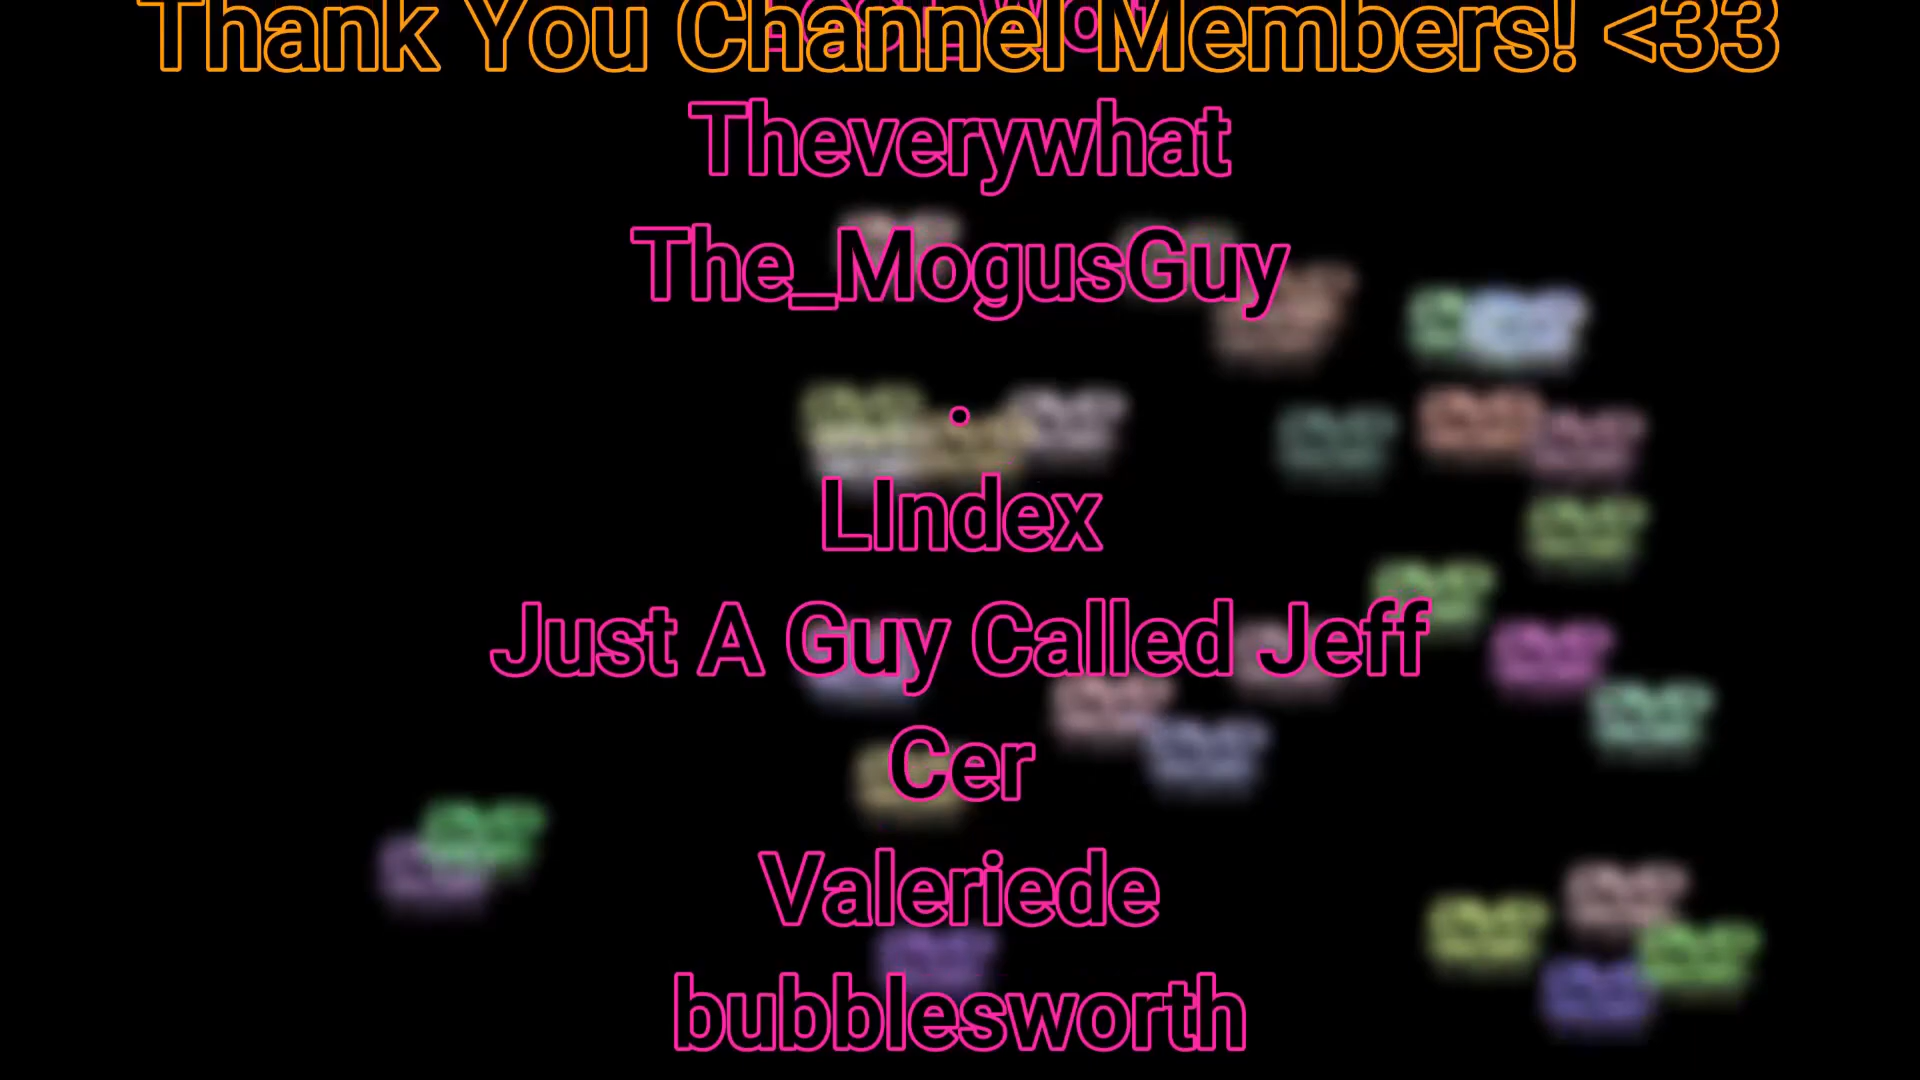 Thank You Channel Members! <33
Theverywhat
The_MogusGuy
.
LIndex
Just A Guy Called Jeff
Cer
Valeriede
bubblesworth